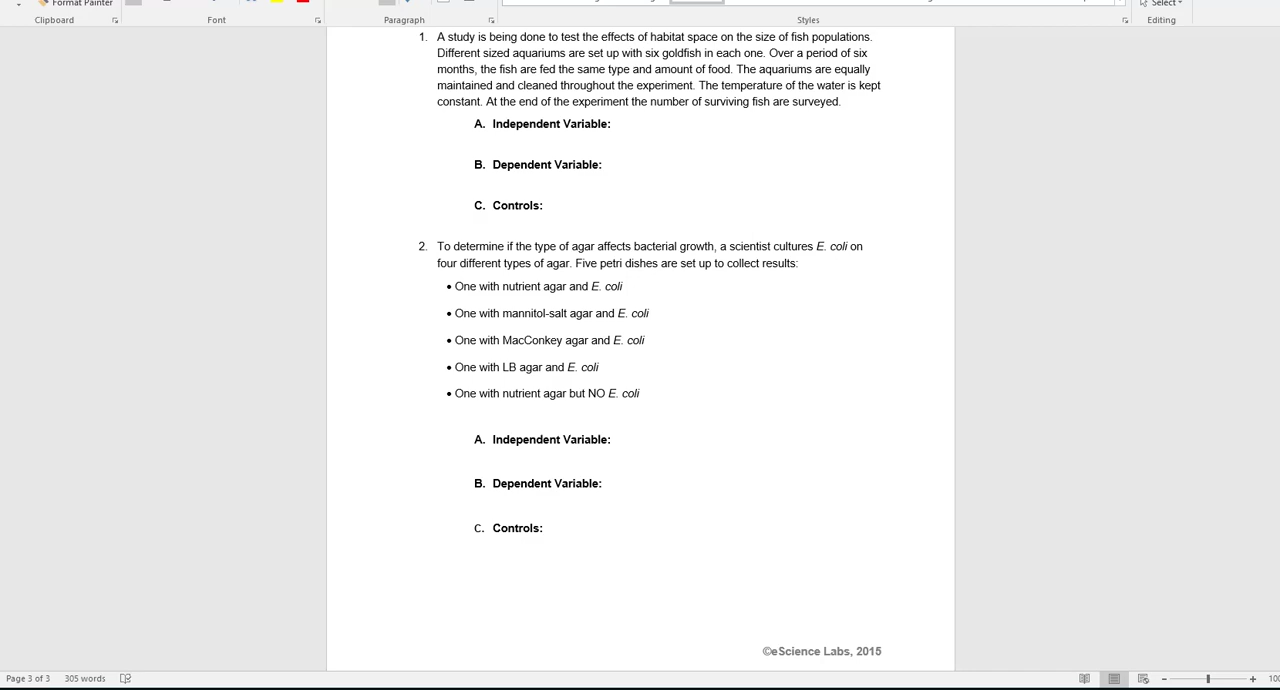 Format Painter
Select
Clipboard
Font
Paragraph
Styles
Editing
1. A study is being done to test the effects of habitat space on the size of fish populations.
Different sized aquariums are set up with six goldfish in each one. Over a period of six
months, the fish are fed the same type and amount of food. The aquariums are equally
maintained and cleaned throughout the experiment. The temperature of the water is kept
constant. At the end of the experiment the number of surviving fish are surveyed.
A. Independent Variable:
B. Dependent Variable:
C. Controls:
2. To determine if the type of agar affects bacterial growth, a scientist cultures E. coli on
four different types of agar. Five petri dishes are set up to collect results:
• One with nutrient agar and E. coli
• One with mannitol-salt agar and E. coli
• One with MacConkey agar and E. coli
• One with LB agar and E. coli
• One with nutrient agar but NO E. coli
A. Independent Variable:
B. Dependent Variable:
C. Controls:
©eScience Labs, 2015
Page 3 of 3 305 words